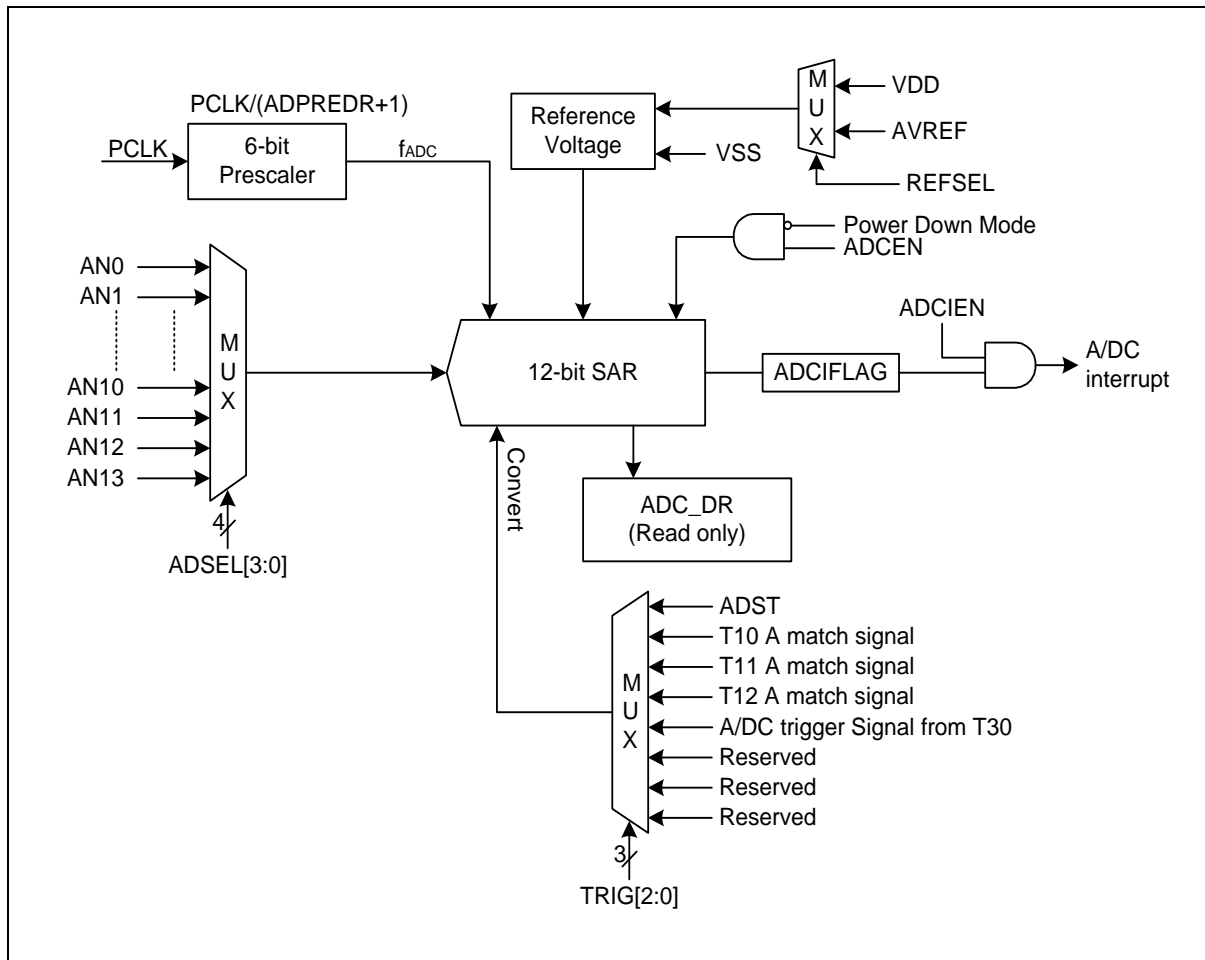 PCLK/(ADPREDR+1)
PCLK
6-bit
Prescaler
fADC
Reference
Voltage
VSS
MUX
VDD
AVREF
REFSEL
Power Down Mode
ADCEN
AN0
AN1
AN10
AN11
AN12
AN13
MUX
4
ADSEL[3:0]
12-bit SAR
ADCIFLAG
ADCIEN
A/DC
interrupt
Convert
ADC_DR
(Read only)
MUX
ADST
T10 A match signal
T11 A match signal
T12 A match signal
A/DC trigger Signal from T30
Reserved
Reserved
Reserved
3
TRIG[2:0]